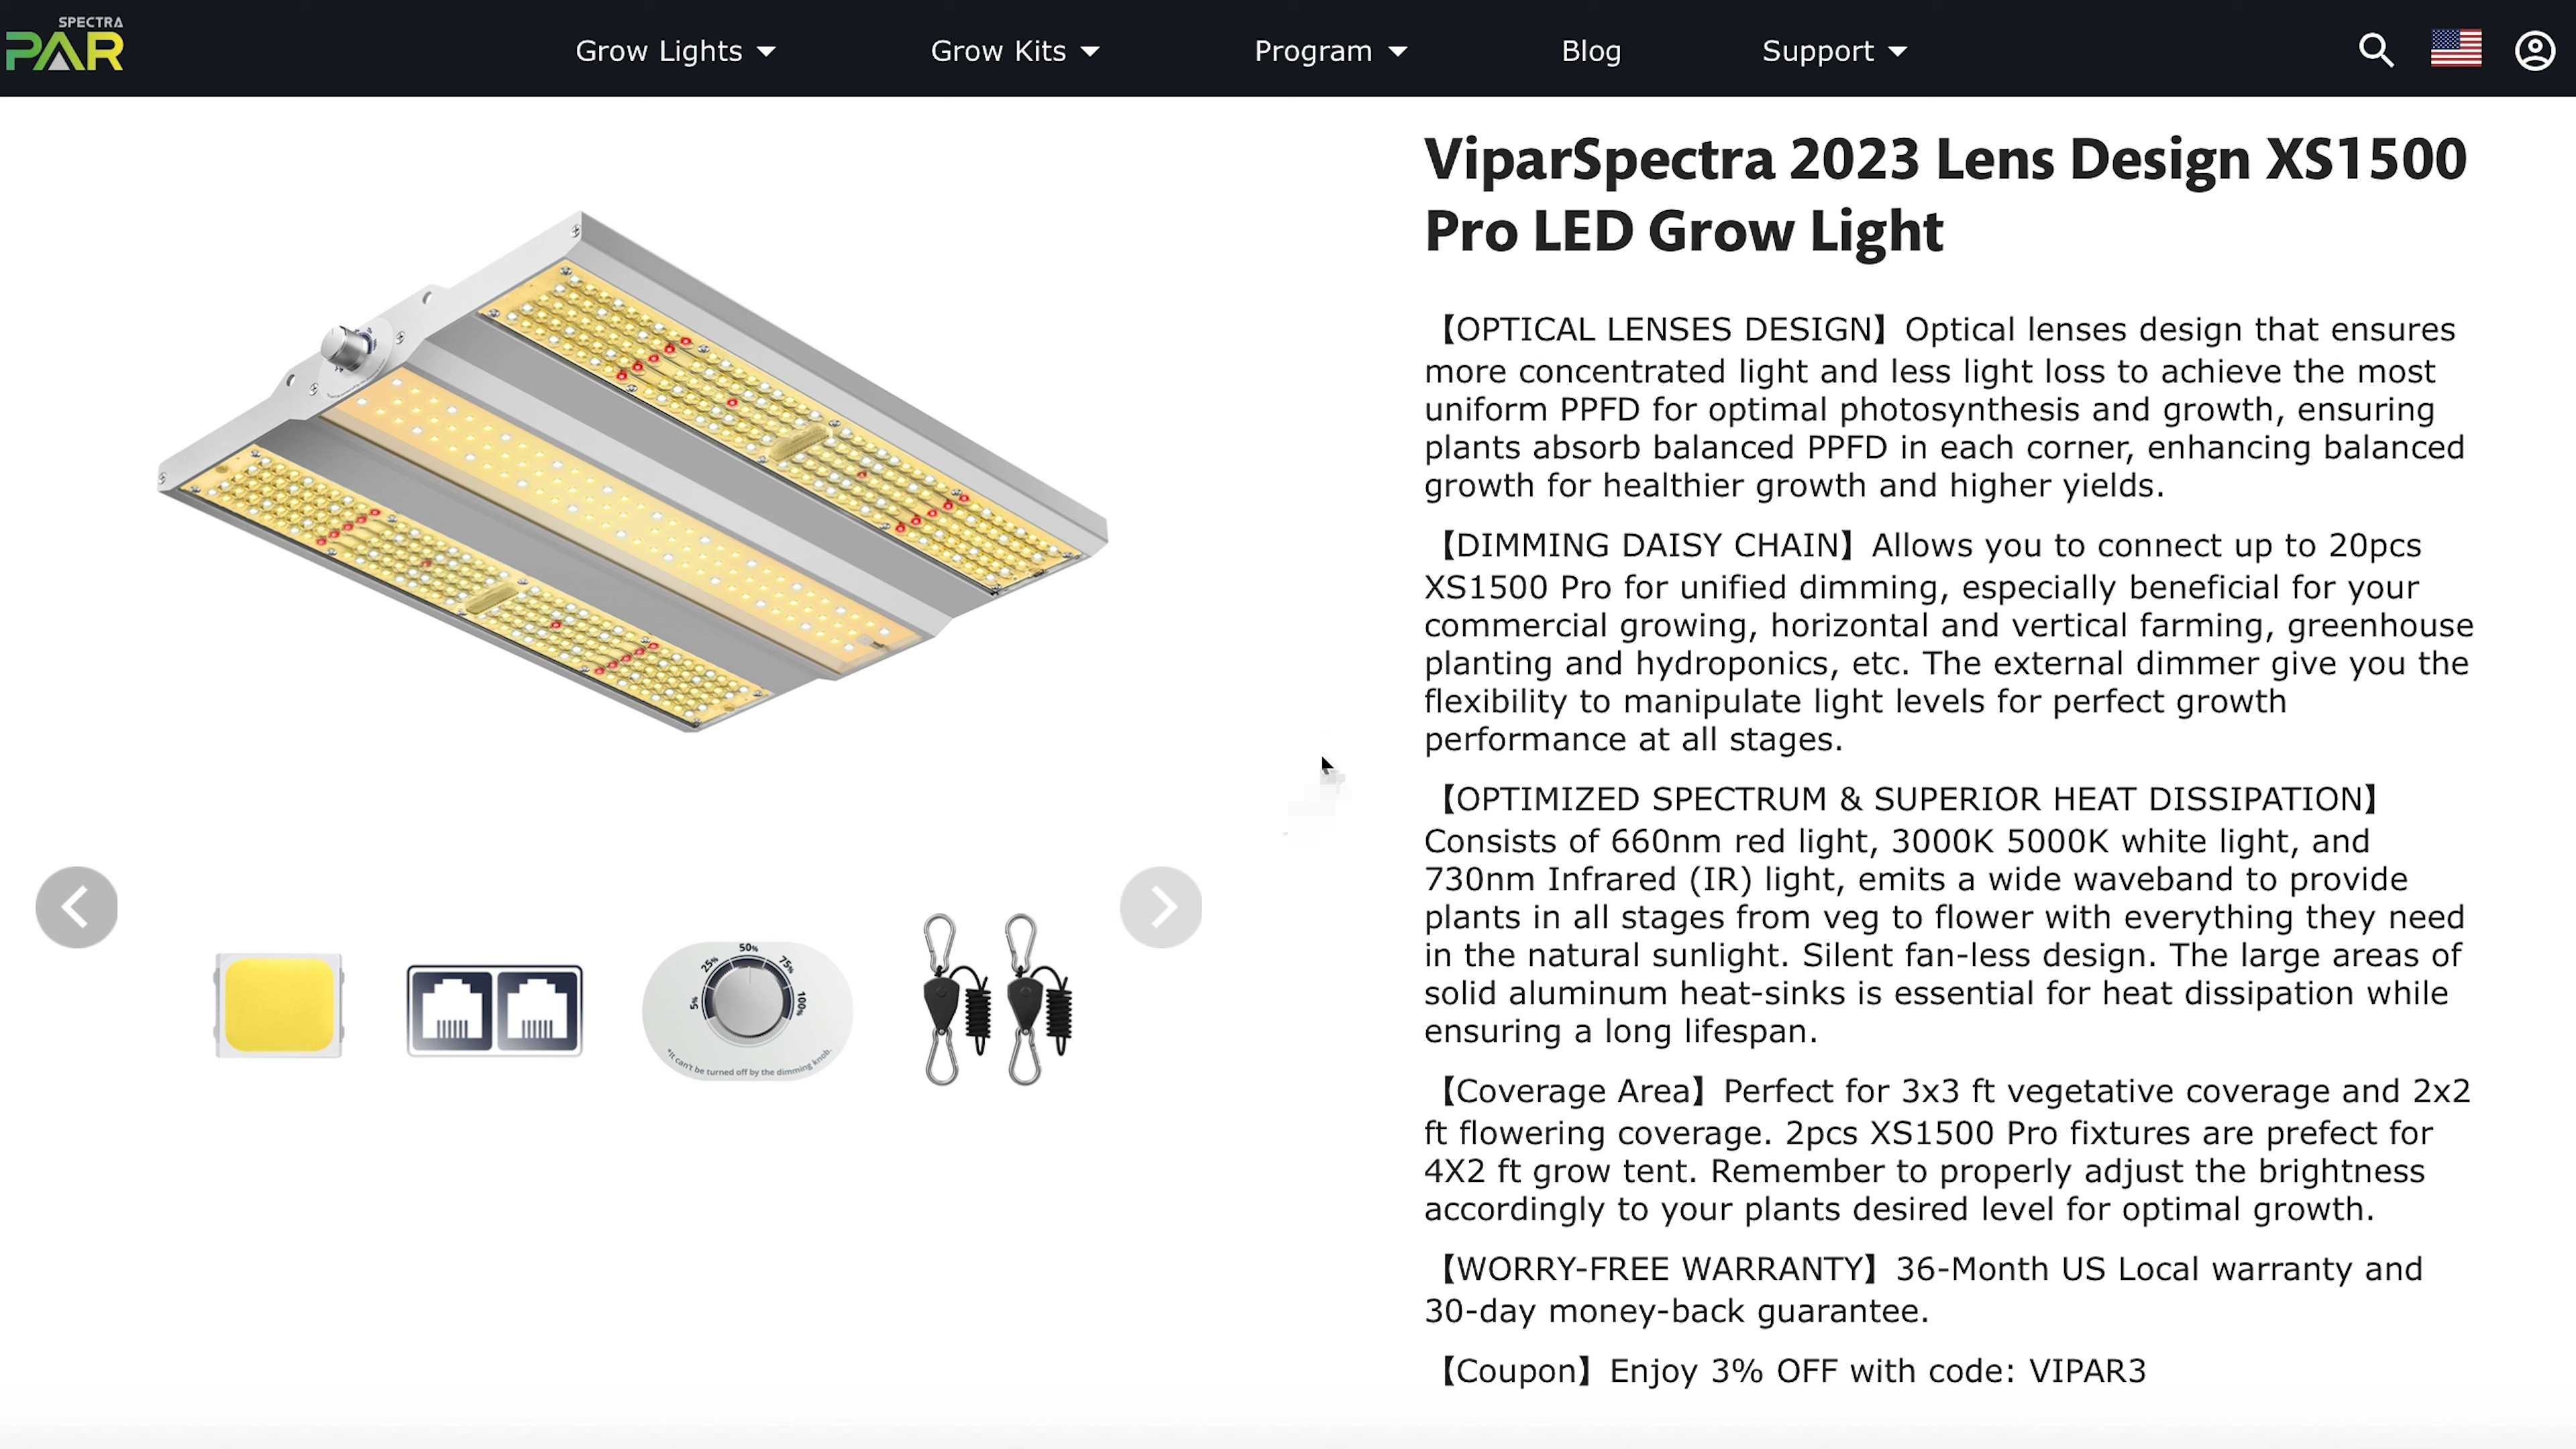 SPECTRA
PAR
Grow Lights
Grow Kits
Program
Blog
Support
ViparSpectra 2023 Lens Design XS1500
Pro LED Grow Light
【OPTICAL LENSES DESIGN】Optical lenses design that ensures
more concentrated light and less light loss to achieve the most
uniform PPFD for optimal photosynthesis and growth, ensuring
plants absorb balanced PPFD in each corner, enhancing balanced
growth for healthier growth and higher yields.
【DIMMING DAISY CHAIN】Allows you to connect up to 20pcs
XS1500 Pro for unified dimming, especially beneficial for your
commercial growing, horizontal and vertical farming, greenhouse
planting and hydroponics, etc. The external dimmer give you the
flexibility to manipulate light levels for perfect growth
performance at all stages.
【OPTIMIZED SPECTRUM & SUPERIOR HEAT DISSIPATION】
Consists of 660nm red light, 3000K 5000K white light, and
730nm Infrared (IR) light, emits a wide waveband to provide
plants in all stages from veg to flower with everything they need
in the natural sunlight. Silent fan-less design. The large areas of
solid aluminum heat-sinks is essential for heat dissipation while
ensuring a long lifespan.
【Coverage Area】Perfect for 3x3 ft vegetative coverage and 2x2
ft flowering coverage. 2pcs XS1500 Pro fixtures are prefect for
4X2 ft grow tent. Remember to properly adjust the brightness
accordingly to your plants desired level for optimal growth.
【WORRY-FREE WARRANTY】36-Month US Local warranty and
30-day money-back guarantee.
【Coupon】Enjoy 3% OFF with code: VIPAR3
5%
25%
50%
75%
100%
*It can't be turned off by the dimming knob.